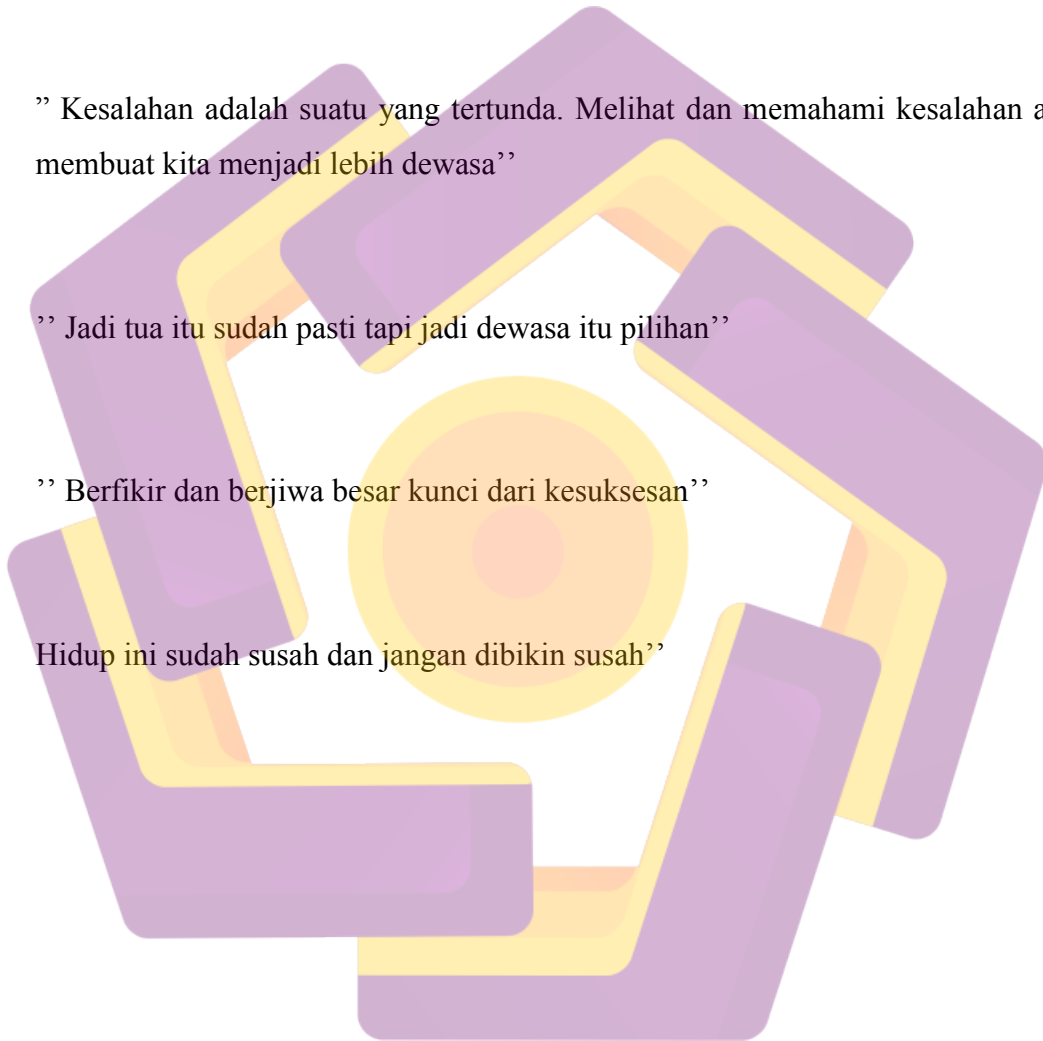 ” Kesalahan adalah suatu yang tertunda. Melihat dan memahami kesalahan
membuat kita menjadi lebih dewasa’’
’’ Jadi tua itu sudah pasti tapi jadi dewasa itu pilihan’’
’’ Berfikir dan berjiwa besar kunci dari kesuksesan’’
Hidup ini sudah susah dan jangan dibikin susah’’